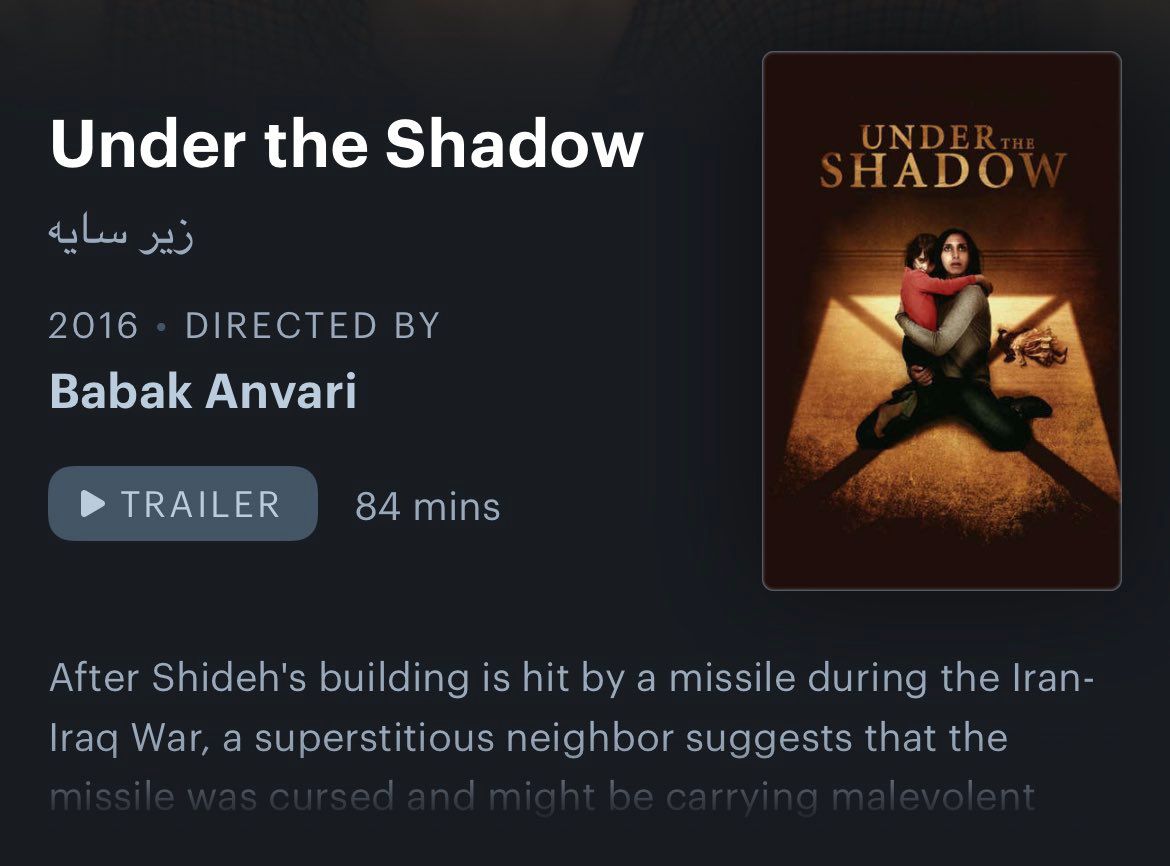 Under the Shadow
زیر سایه
2016 • DIRECTED BY
Babak Anvari
TRAILER
84 mins
UNDER THE
SHADOW
After Shideh's building is hit by a missile during the Iran-
Iraq War, a superstitious neighbor suggests that the
missile was cursed and might be carrying malevolent